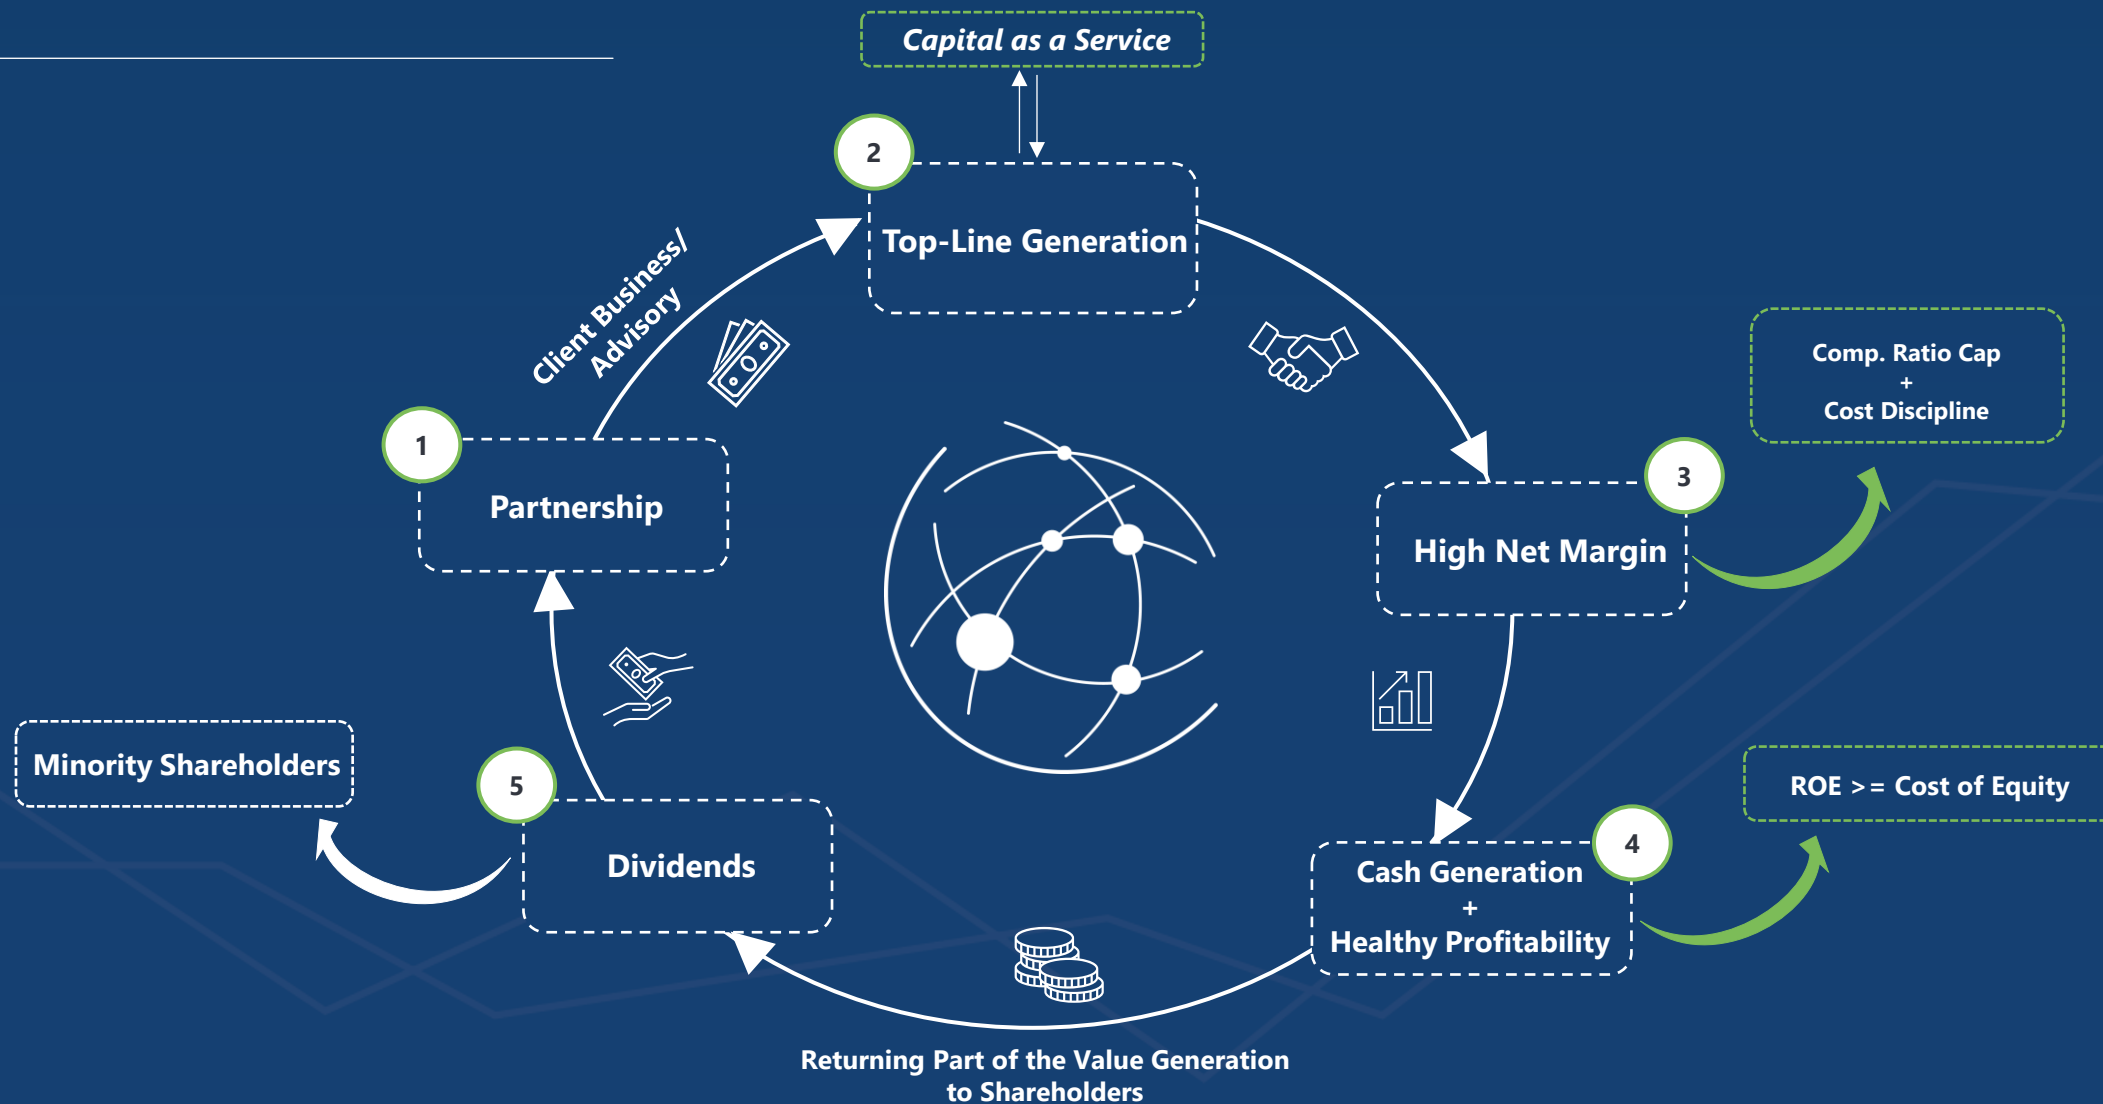 Capital as a Service
2
Top-Line Generation
Client Business/
Advisory
1
Partnership
Comp. Ratio Cap
+
Cost Discipline
3
High Net Margin
Minority Shareholders
5
Dividends
ROE >= Cost of Equity
4
Cash Generation
+
Healthy Profitability
Returning Part of the Value Generation
to Shareholders